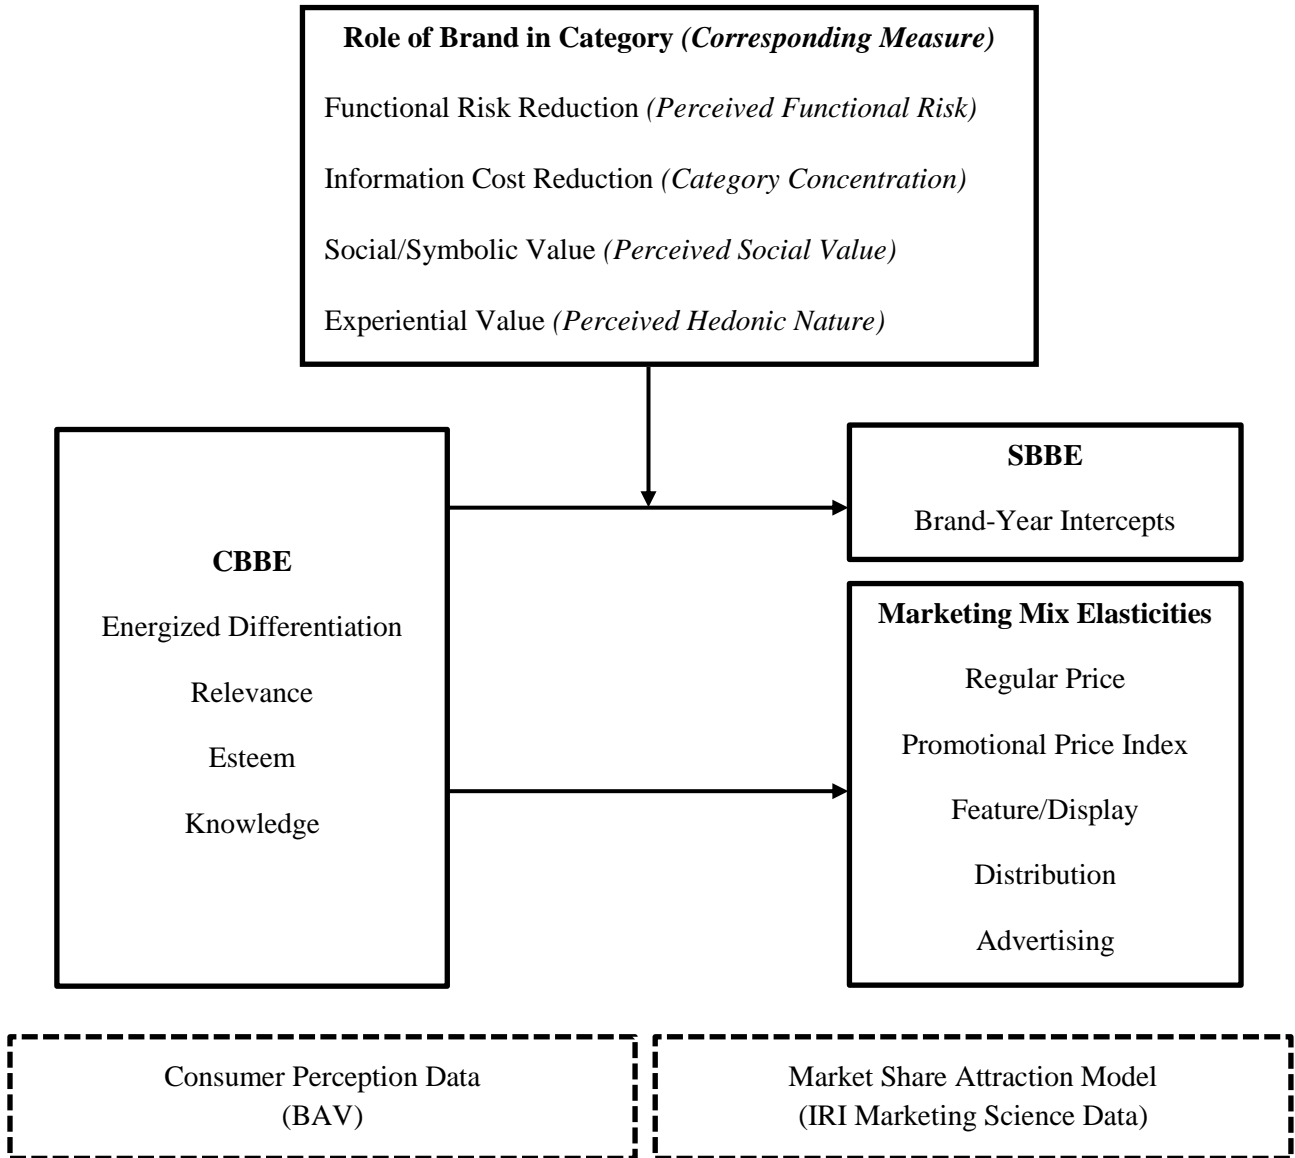 Role of Brand in Category (Corresponding Measure)
Functional Risk Reduction (Perceived Functional Risk)
Information Cost Reduction (Category Concentration)
Social/Symbolic Value (Perceived Social Value)
Experiential Value (Perceived Hedonic Nature)
CBBE
Energized Differentiation
Relevance
Esteem
Knowledge
SBBE
Brand-Year Intercepts
Marketing Mix Elasticities
Regular Price
Promotional Price Index
Feature/Display
Distribution
Advertising
Consumer Perception Data
(BAV)
Market Share Attraction Model
(IRI Marketing Science Data)